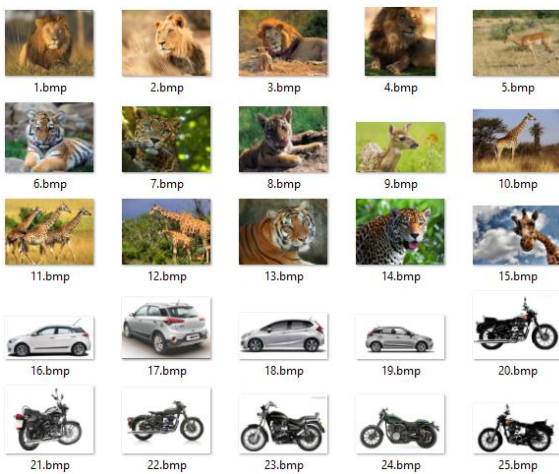 1.bmp 2.bmp 3.bmp 4.bmp 5.bmp
6.bmp 7.bmp 8.bmp 9.bmp 10.bmp
11.bmp 12.bmp 13.bmp 14.bmp 15.bmp
16.bmp 17.bmp 18.bmp 19.bmp 20.bmp
21.bmp 22.bmp 23.bmp 24.bmp 25.bmp